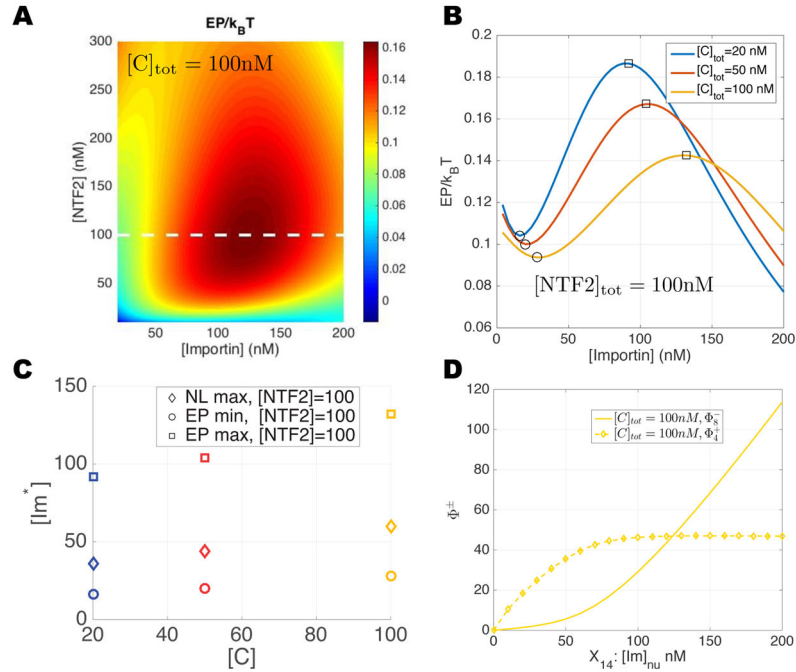 A
EP/k_BT
[C]_tot = 100nM
[NTF2] (nM)
300
250
200
150
100
50
50 100 150 200
[Importin] (nM)
0.16
0.14
0.12
0.1
0.08
0.06
0.04
0.02
0
B
EP/k_BT
0.2
0.18
0.16
0.14
0.12
0.1
0.08
0.06
[C]_tot=20 nM
[C]_tot=50 nM
[C]_tot=100 nM
[NTF2]_tot = 100nM
0 50 100 150 200
[Importin] (nM)
C
[Im*]
150
100
50
0
NL max, [NTF2]=100
EP min, [NTF2]=100
EP max, [NTF2]=100
20 40 60 80 100
[C]
D
Φ^±
120
100
80
60
40
20
0
[C]_tot = 100nM, Φ_8^-
[C]_tot = 100nM, Φ_4^+
0 50 100 150 200
X_14: [Im]_nu nM